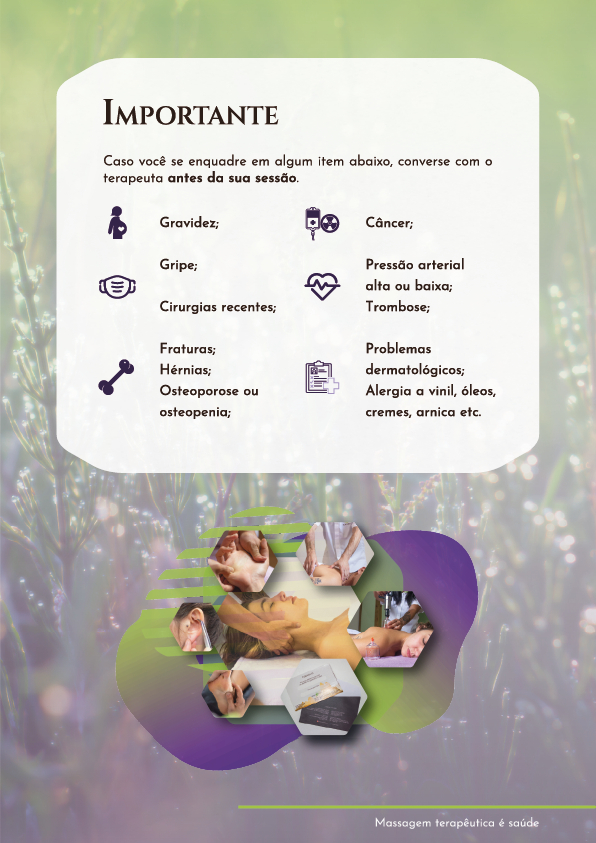 IMPORTANTE
Caso você se enquadre em algum item abaixo, converse com o
terapeuta antes da sua sessão.
Gravidez;
Gripe;
Cirurgias recentes;
Fraturas;
Hérnias;
Osteoporose ou
osteopenia;
Câncer;
Pressão arterial
alta ou baixa;
Trombose;
Problemas
dermatológicos;
Alergia a vinil, óleos,
cremes, arnica etc.
Massagem terapêutica é saúde